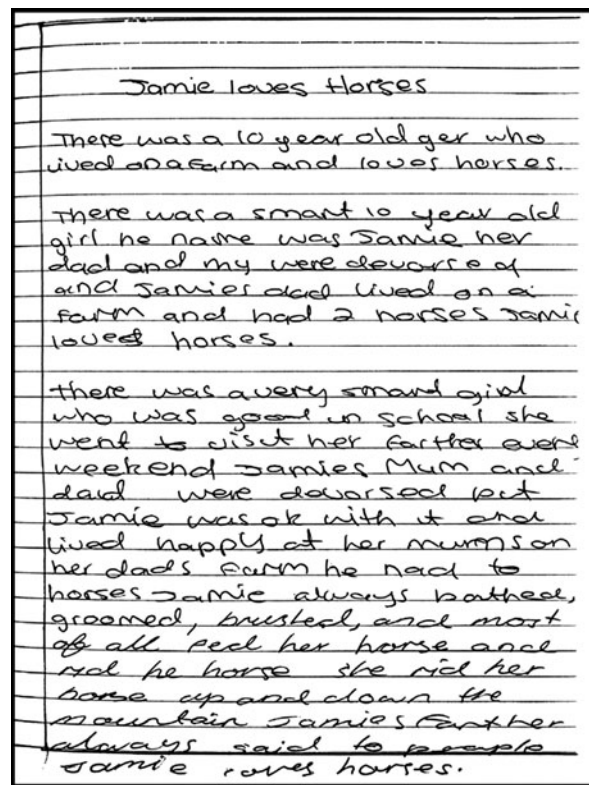 Jamie loves Horses
There was a 10 year old ger who
lived on a farm and loves horses.
There was a smart 10 year old
girl he name was Jamie her
dad and my were devorse of
and Jamies dad lived on a
farm and had 2 horses Jamie
loved horses.
there was a very smard girl
who was good in school she
went to visit her farther every
weekend Jamies Mum and
daid were devorsed but
Jamie was ok with it and
lived happy at her mums on
her dads farm he had to
horses Jamie always bathed,
groomed, brushed, and most
of all fed her horse and
rid he horse she rid her
horse up and down the
mountain Jamies Farther
always said to people
Jamie loves horses.